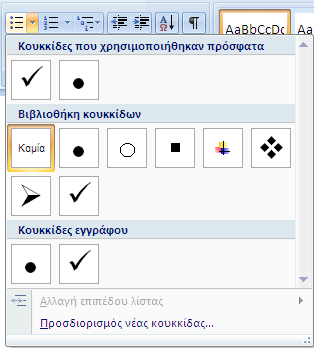 AaBbCcDc
Κουκκίδες που χρησιμοποιήθηκαν πρόσφατα
Βιβλιοθήκη κουκκίδων
Καμία
Κουκκίδες εγγράφου
Αλλαγή επιπέδου λίστας
Προσδιορισμός νέας κουκκίδας...